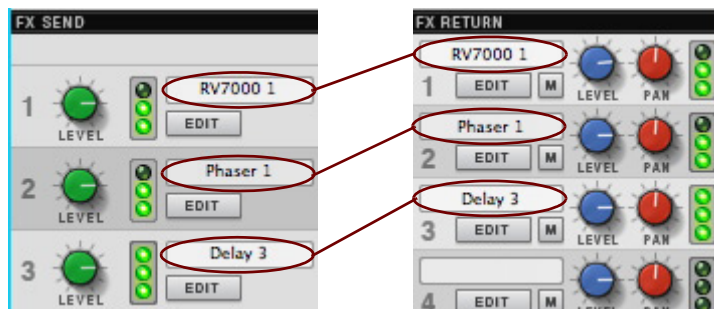 FX SEND
1
LEVEL
RV7000 1
EDIT
2
LEVEL
Phaser 1
EDIT
3
LEVEL
Delay 3
EDIT
FX RETURN
RV7000 1
1 EDIT M LEVEL PAN
Phaser 1
2 EDIT M LEVEL PAN
Delay 3
3 EDIT M LEVEL PAN
4 EDIT M LEVEL PAN